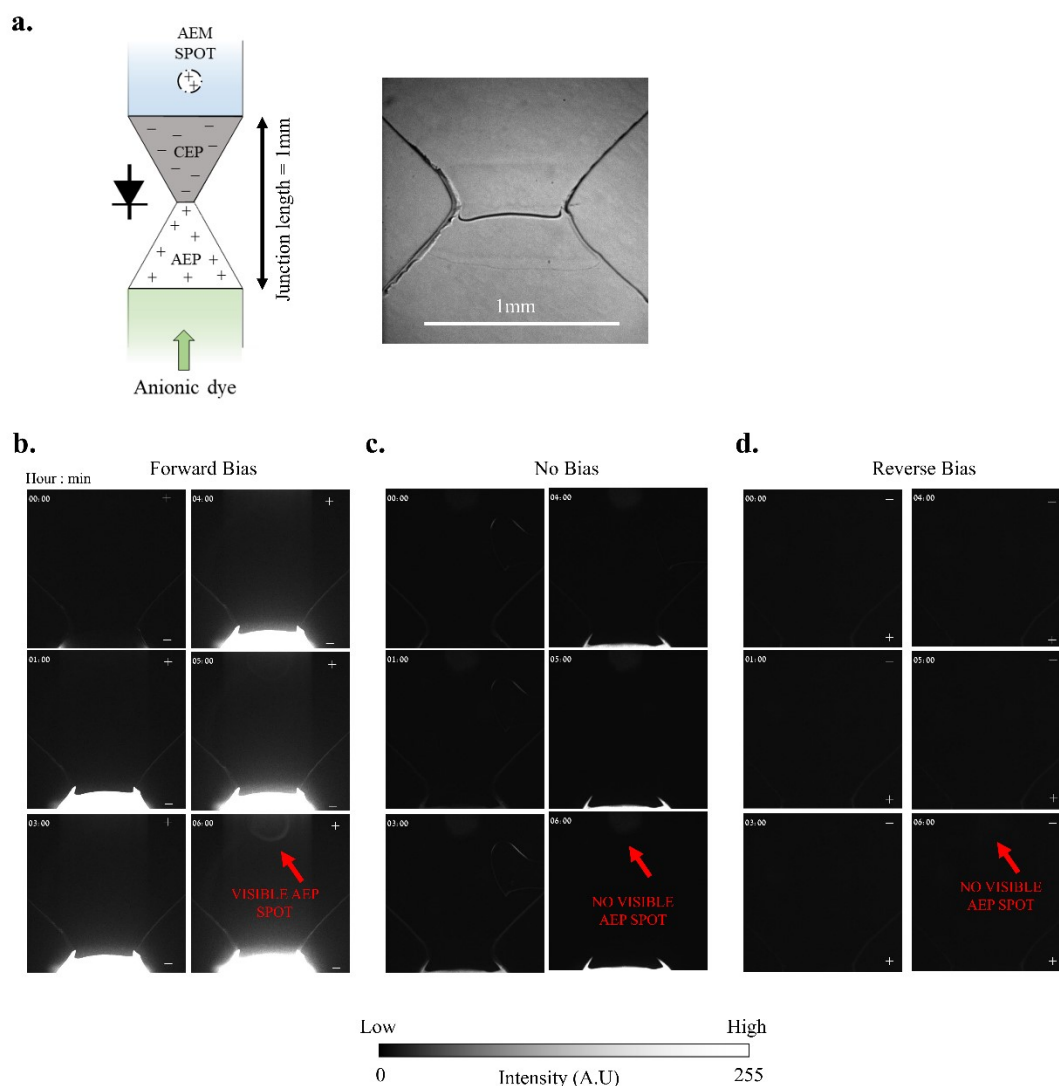 a.
AEM
SPOT
CEP
AEP
Junction length = 1mm
Anionic dye
1mm
b.
Forward Bias
Hour : min
00:00
+
−
04:00
+
−
01:00
+
−
05:00
+
−
03:00
+
−
06:00
+
VISIBLE AEP
SPOT
−
c.
No Bias
00:00
04:00
01:00
05:00
03:00
06:00
NO VISIBLE
AEP SPOT
d.
Reverse Bias
00:00
−
+
04:00
−
+
01:00
−
+
05:00
−
+
03:00
−
+
06:00
−
NO VISIBLE
AEP SPOT
+
Low
High
0
Intensity (A.U)
255